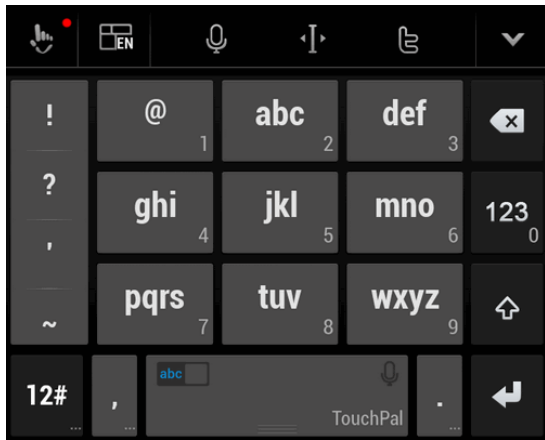 EN
!
@ 1
abc 2
def 3
?
ghi 4
jkl 5
mno 6
123 0
'
pqrs 7
tuv 8
wxyz 9
~
12# ...
, ...
abc
TouchPal
. ...